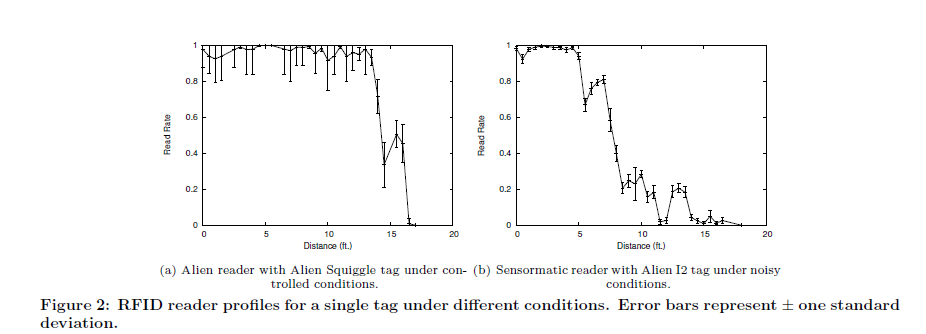 1
0.8
0.6
0.4
0.2
0
Read Rate
0 5 10 15 20
Distance (ft.)
1
0.8
0.6
0.4
0.2
0
Read Rate
0 5 10 15 20
Distance (ft.)
(a) Alien reader with Alien Squiggle tag under con-
trolled conditions.
(b) Sensormatic reader with Alien I2 tag under noisy
conditions.
Figure 2: RFID reader profiles for a single tag under different conditions. Error bars represent ± one standard
deviation.